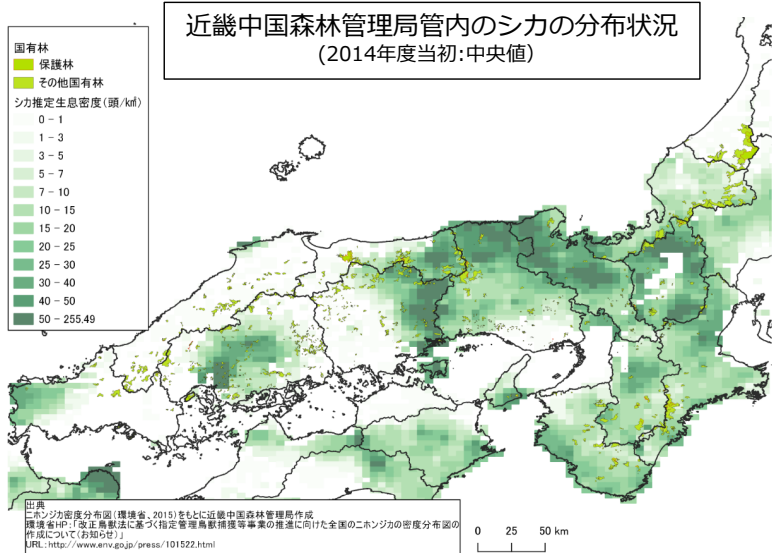 近畿中国森林管理局管内のシカの分布状況
(2014年度当初:中央値)
国有林
保護林
その他国有林
シカ推定生息密度(頭/k㎡)
0 - 1
1 - 3
3 - 5
5 - 7
7 - 10
10 - 15
15 - 20
20 - 25
25 - 30
30 - 40
40 - 50
50 - 255.49
出典
ニホンジカ密度分布図(環境省、2015)をもとに近畿中国森林管理局作成
環境省HP:「改正鳥獣法に基づく指定管理鳥獣捕獲等事業の推進に向けた全国のニホンジカの密度分布図の
作成について(お知らせ)」
URL:http://www.env.go.jp/press/101522.html
0 25 50 km